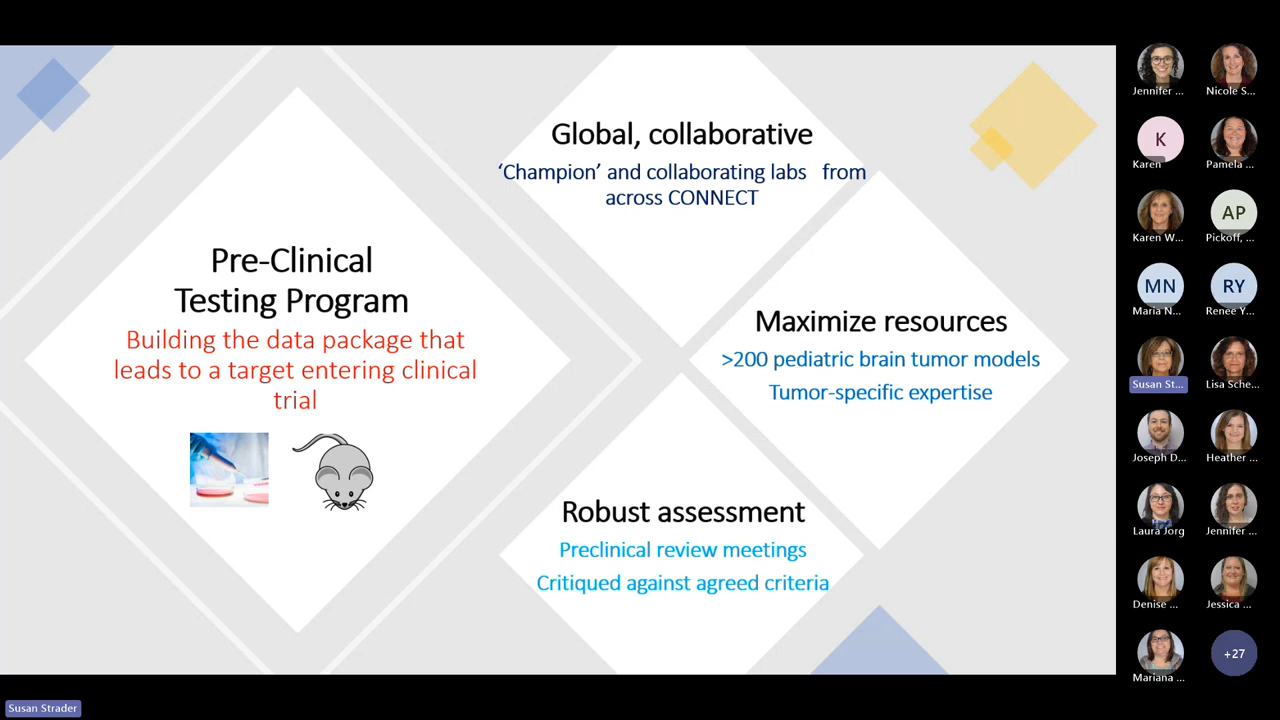 Pre-Clinical
Testing Program
Building the data package that
leads to a target entering clinical
trial
Global, collaborative
‘Champion’ and collaborating labs from
across CONNECT
Maximize resources
>200 pediatric brain tumor models
Tumor-specific expertise
Robust assessment
Preclinical review meetings
Critiqued against agreed criteria
Jennifer ...
Nicole S...
K
Karen
Pamela ...
Karen W...
AP
Pickoff, ...
MN
Maria N...
RY
Renee Y...
Susan St...
Lisa Sche...
Joseph D...
Heather ...
Laura Jorg
Jennifer ...
Denise ...
Jessica ...
Mariana ...
+27
Susan Strader